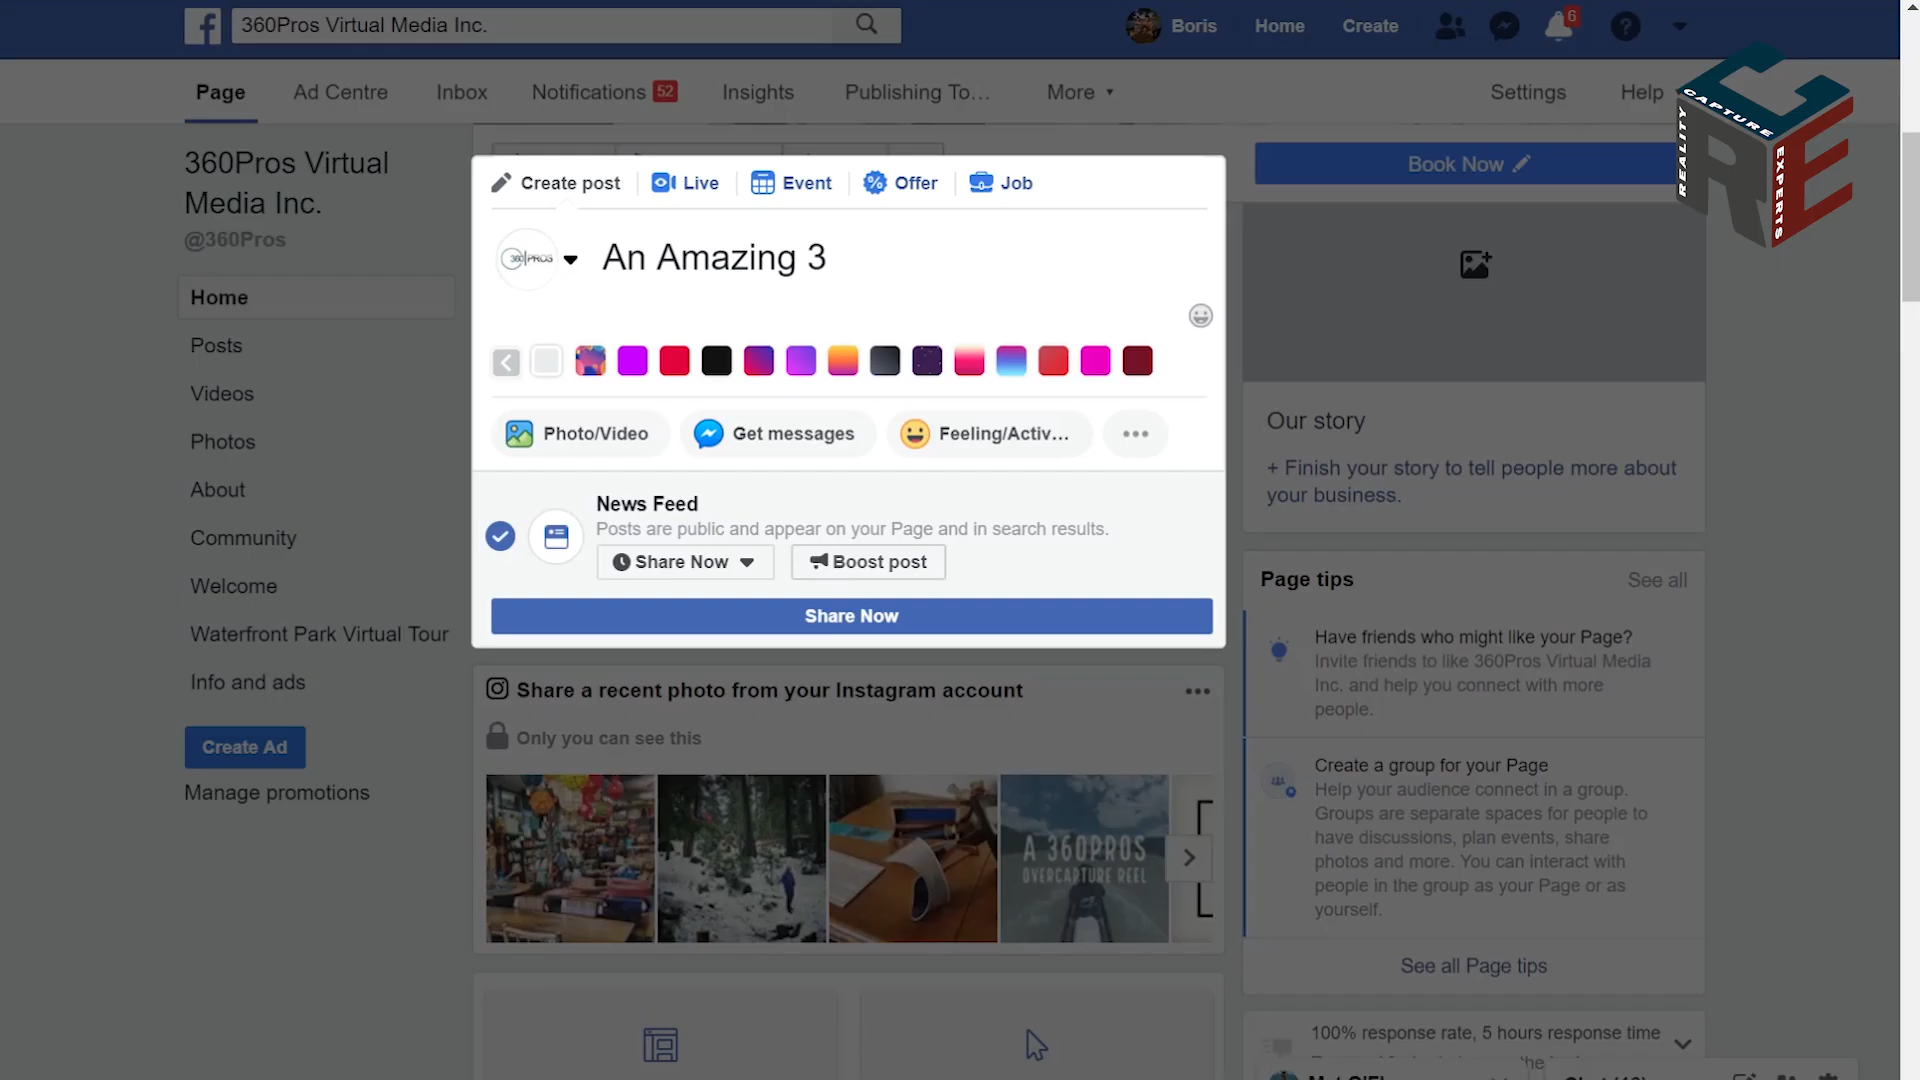 360Pros Virtual Media Inc.
Boris
Home
Create
6
Page
Ad Centre
Inbox
Notifications 52
Insights
Publishing To…
More
Settings
Help
REALITY
CAPTURE
EXPERTS
360Pros Virtual
Media Inc.
@360Pros
Home
Posts
Videos
Photos
About
Community
Welcome
Waterfront Park Virtual Tour
Info and ads
Create Ad
Manage promotions
Create post
Live
Event
Offer
Job
360|PROS
An Amazing 3
Photo/Video
Get messages
Feeling/Activ...
News Feed
Posts are public and appear on your Page and in search results.
Share Now
Boost post
Share Now
Share a recent photo from your Instagram account
Only you can see this
A 360PROS
OVERCAPTURE REEL
Book Now
Our story
+ Finish your story to tell people more about
your business.
Page tips
See all
Have friends who might like your Page?
Invite friends to like 360Pros Virtual Media
Inc. and help you connect with more
people.
Create a group for your Page
Help your audience connect in a group.
Groups are separate spaces for people to
have discussions, plan events, share
photos and more. You can interact with
people in the group as your Page or as
yourself.
See all Page tips
100% response rate, 5 hours response time